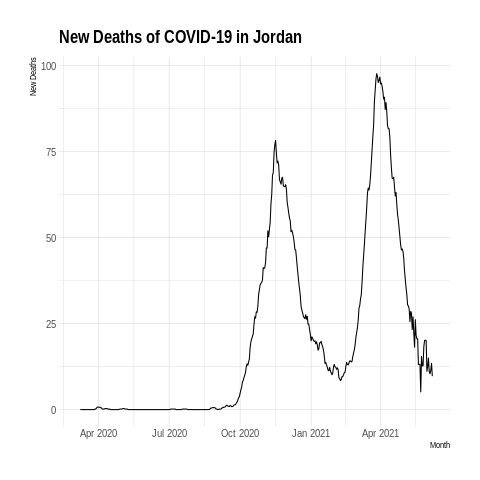 New Deaths of COVID-19 in Jordan
New Deaths
100
75
50
25
0
Apr 2020 Jul 2020 Oct 2020 Jan 2021 Apr 2021
Month